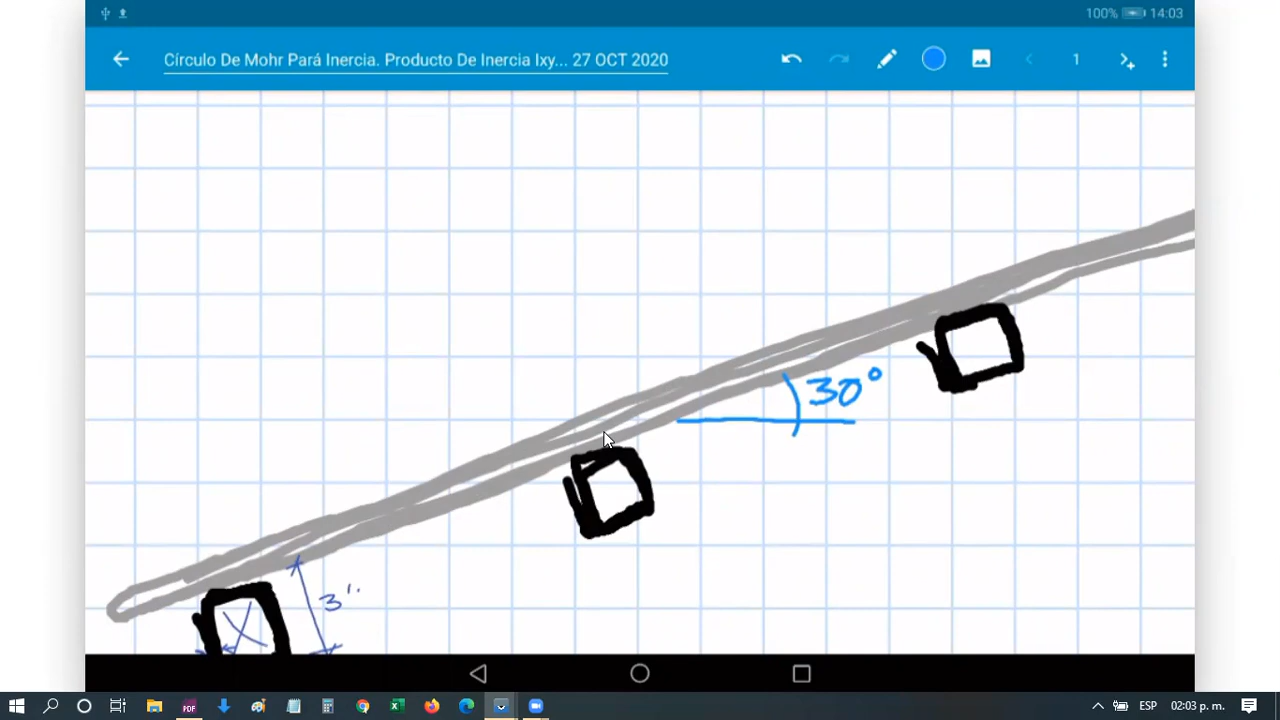 100% 14:03
Círculo De Mohr Pará Inercia. Producto De Inercia Ixy... 27 OCT 2020
1
30°
3''
X
ESP 02:03 p. m.